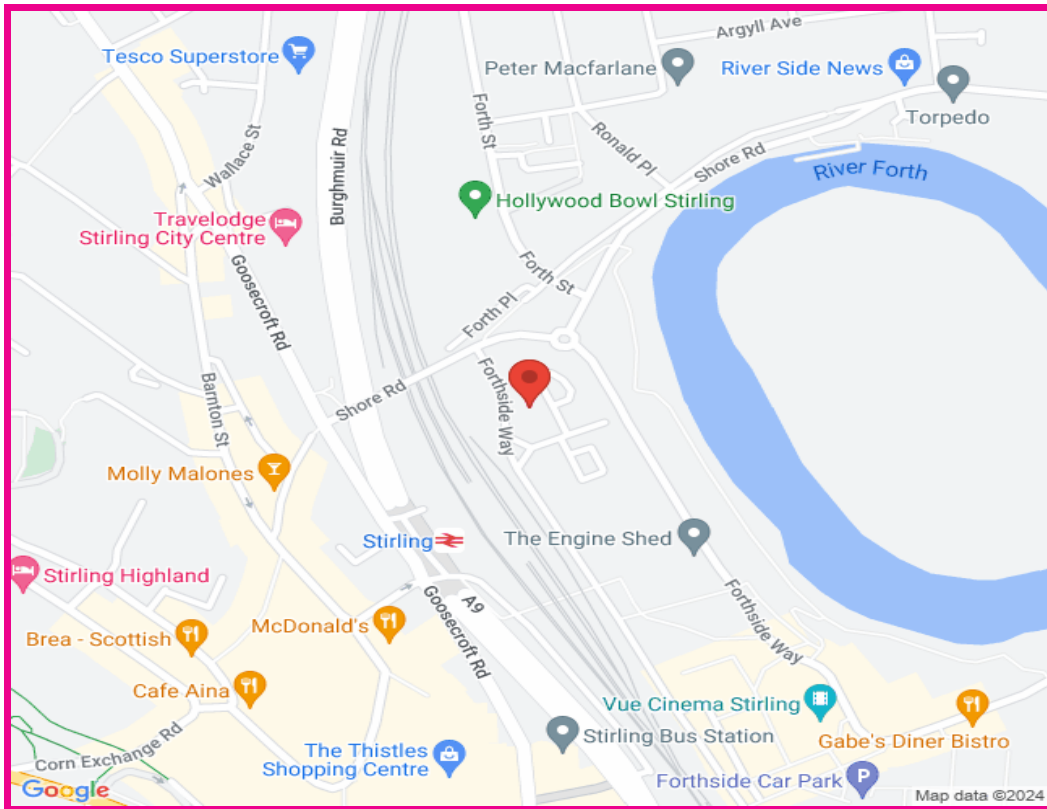 Argyll Ave
Tesco Superstore
Peter Macfarlane
River Side News
Torpedo
Forth St
Ronald Pl
Shore Rd
Wallace St
Burghmuir Rd
River Forth
Hollywood Bowl Stirling
Travelodge
Stirling City Centre
Goosecroft Rd
Forth St
Forth Pl
Shore Rd
Forthside Way
Barnton St
Molly Malones
Stirling
The Engine Shed
Stirling Highland
A9
Goosecroft Rd
Forthside Way
McDonald's
Brea - Scottish
Cafe Aina
Vue Cinema Stirling
Stirling Bus Station
Gabe's Diner Bistro
Corn Exchange Rd
The Thistles
Shopping Centre
Forthside Car Park
P
Google
Map data ©2024